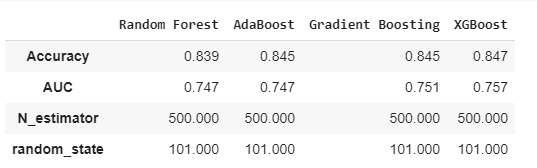 Random Forest AdaBoost Gradient Boosting XGBoost
Accuracy 0.839 0.845 0.845 0.847
AUC 0.747 0.747 0.751 0.757
N_estimator 500.000 500.000 500.000 500.000
random_state 101.000 101.000 101.000 101.000